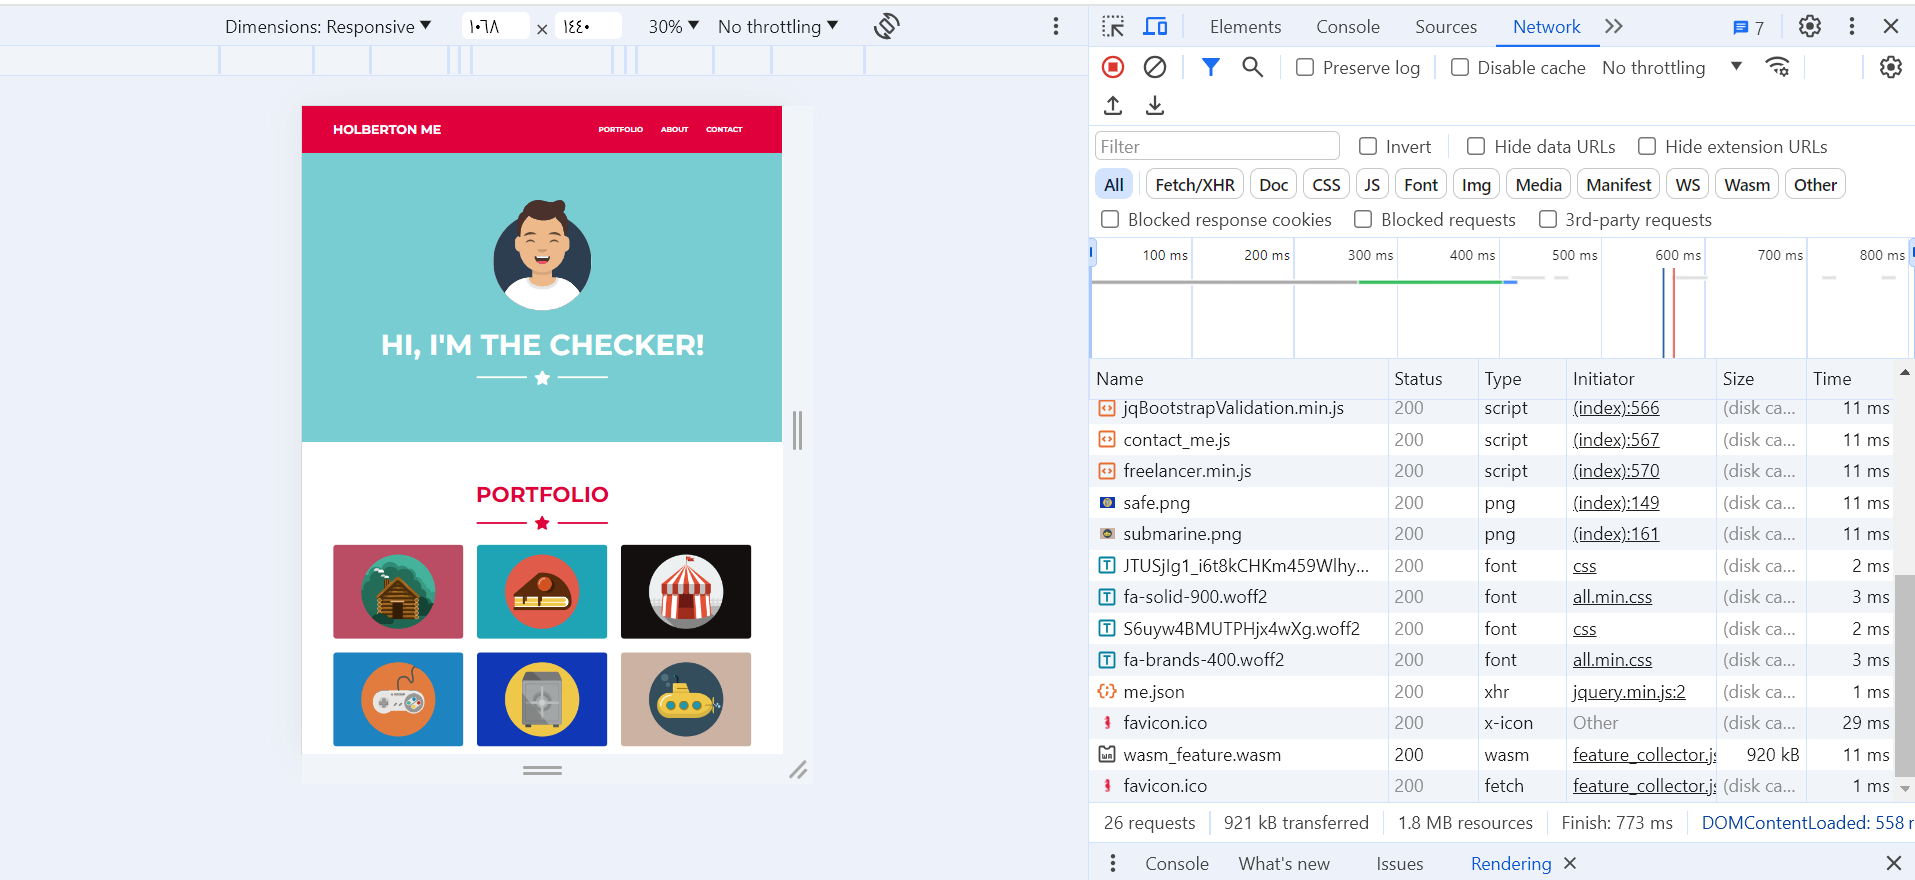 Dimensions: Responsive ▼ ١٠٦٨ × ١٤٤٠ 30% ▼ No throttling ▼
Elements Console Sources Network 7
Preserve log Disable cache No throttling ▼
Filter Invert Hide data URLs Hide extension URLs
All Fetch/XHR Doc CSS JS Font Img Media Manifest WS Wasm Other
Blocked response cookies Blocked requests 3rd-party requests
100 ms 200 ms 300 ms 400 ms 500 ms 600 ms 700 ms 800 ms
HOLBERTON ME PORTFOLIO ABOUT CONTACT
HI, I'M THE CHECKER!
PORTFOLIO
Name Status Type Initiator Size Time
jqBootstrapValidation.min.js 200 script (index):566 (disk ca... 11 ms
contact_me.js 200 script (index):567 (disk ca... 11 ms
freelancer.min.js 200 script (index):570 (disk ca... 11 ms
safe.png 200 png (index):149 (disk ca... 11 ms
submarine.png 200 png (index):161 (disk ca... 11 ms
JTUSjIg1_i6t8kCHKm459Wlhy... 200 font css (disk ca... 2 ms
fa-solid-900.woff2 200 font all.min.css (disk ca... 3 ms
S6uyw4BMUTPHjx4wXg.woff2 200 font css (disk ca... 2 ms
fa-brands-400.woff2 200 font all.min.css (disk ca... 3 ms
me.json 200 xhr jquery.min.js:2 (disk ca... 1 ms
favicon.ico 200 x-icon Other (disk ca... 29 ms
wasm_feature.wasm 200 wasm feature_collector.js 920 kB 11 ms
favicon.ico 200 fetch feature_collector.js (disk ca... 1 ms
26 requests 921 kB transferred 1.8 MB resources Finish: 773 ms DOMContentLoaded: 558
Console What's new Issues Rendering